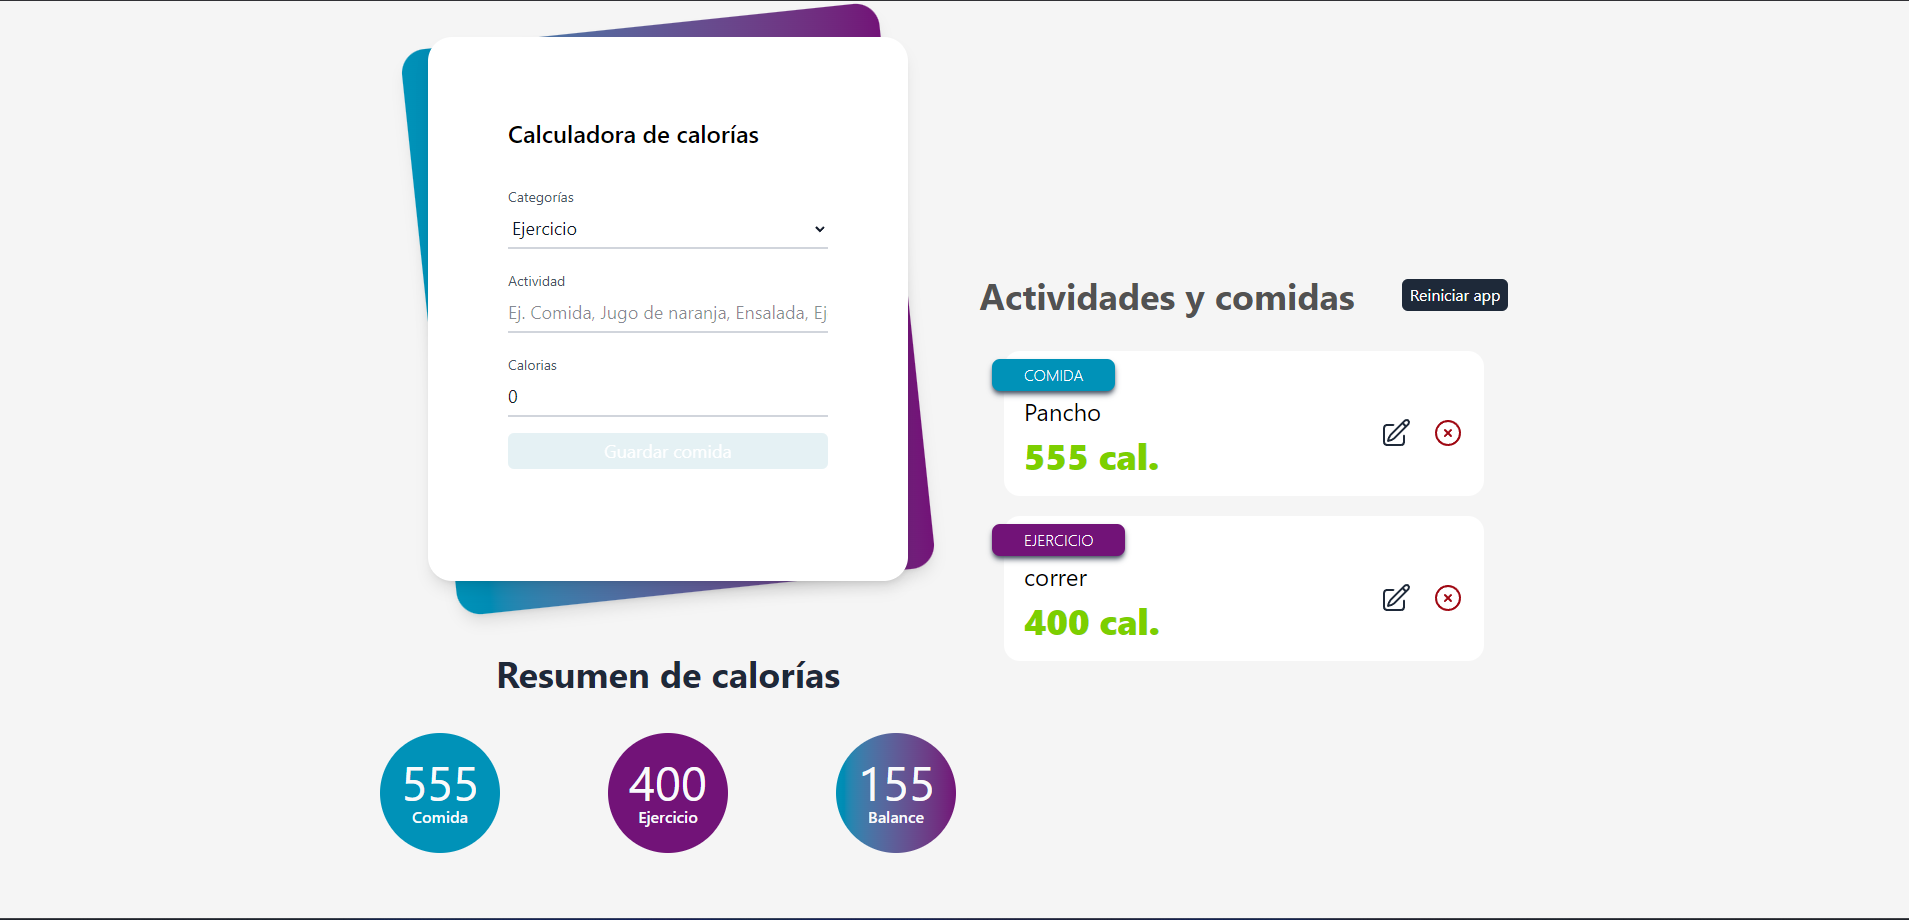 Calculadora de calorías
Categorías
Ejercicio
Actividad
Ej. Comida, Jugo de naranja, Ensalada, Ej
Calorias
0
Guardar comida
Resumen de calorías
555
Comida
400
Ejercicio
155
Balance
Actividades y comidas
Reiniciar app
COMIDA
Pancho
555 cal.
EJERCICIO
correr
400 cal.